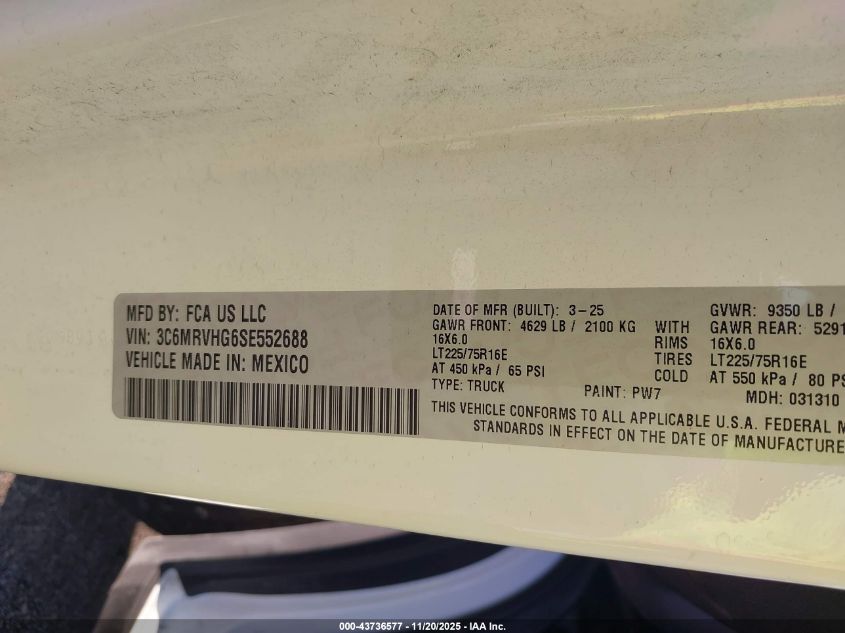 MFD BY: FCA US LLC
VIN: 3C6MRVHG6SE552688
VEHICLE MADE IN: MEXICO
DATE OF MFR (BUILT): 3-25 GVWR: 9350 LB /
GAWR FRONT: 4629 LB / 2100 KG WITH GAWR REAR: 5291
16X6.0 RIMS 16X6.0
LT225/75R16E TIRES LT225/75R16E
AT 450 kPa / 65 PSI COLD AT 550 kPa / 80 PS
TYPE: TRUCK PAINT: PW7 MDH: 031310
THIS VEHICLE CONFORMS TO ALL APPLICABLE U.S.A. FEDERAL M
STANDARDS IN EFFECT ON THE DATE OF MANUFACTURE
000-43736577 - 11/20/2025 - IAA Inc.